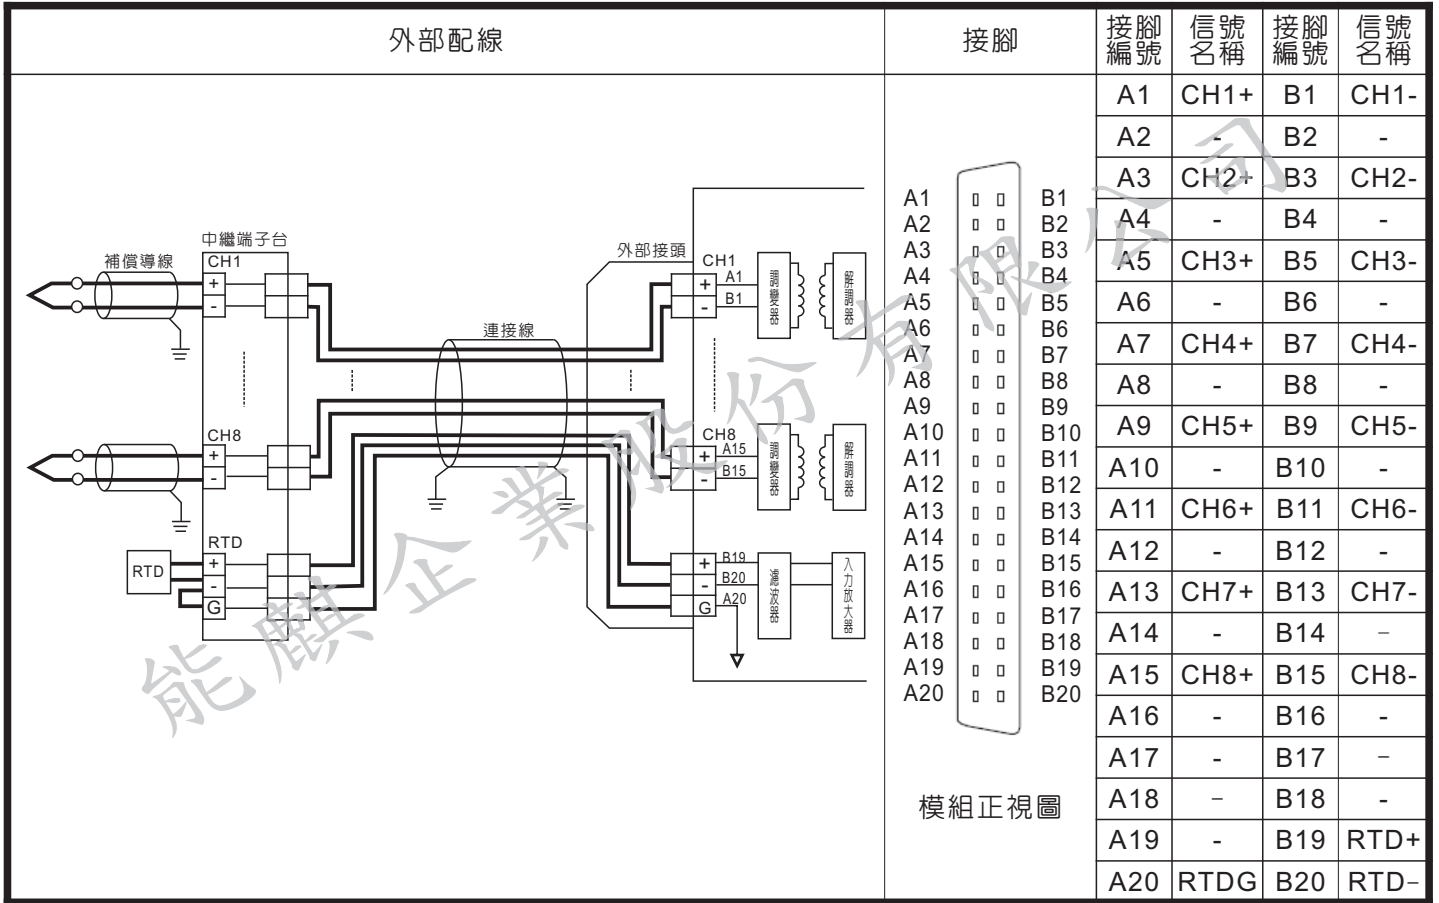 外部配線
接腳
接腳編號 信號名稱 接腳編號 信號名稱
中繼端子台
補償導線
CH1
+
-
CH8
+
-
RTD
RTD
+
-
G
連接線
外部接頭
CH1
+ A1
- B1
調變器
解調器
CH8
+ A15
- B15
調變器
解調器
+ B19
- B20
G A20
濾波器
入力放大器
A1 B1
A2 B2
A3 B3
A4 B4
A5 B5
A6 B6
A7 B7
A8 B8
A9 B9
A10 B10
A11 B11
A12 B12
A13 B13
A14 B14
A15 B15
A16 B16
A17 B17
A18 B18
A19 B19
A20 B20
模組正視圖
A1 CH1+ B1 CH1-
A2 - B2 -
A3 CH2+ B3 CH2-
A4 - B4 -
A5 CH3+ B5 CH3-
A6 - B6 -
A7 CH4+ B7 CH4-
A8 - B8 -
A9 CH5+ B9 CH5-
A10 - B10 -
A11 CH6+ B11 CH6-
A12 - B12 -
A13 CH7+ B13 CH7-
A14 - B14 -
A15 CH8+ B15 CH8-
A16 - B16 -
A17 - B17 -
A18 - B18 -
A19 - B19 RTD+
A20 RTDG B20 RTD-
能麒企業股份有限公司